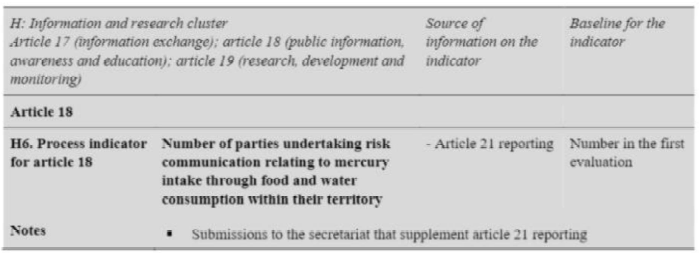 H: Information and research cluster
Article 17 (information exchange); article 18 (public information,
awareness and education); article 19 (research, development and
monitoring)
Source of
information on the
indicator
Baseline for the
indicator
Article 18
H6. Process indicator
for article 18
Number of parties undertaking risk
communication relating to mercury
intake through food and water
consumption within their territory
- Article 21 reporting
Number in the first
evaluation
Notes
▪ Submissions to the secretariat that supplement article 21 reporting